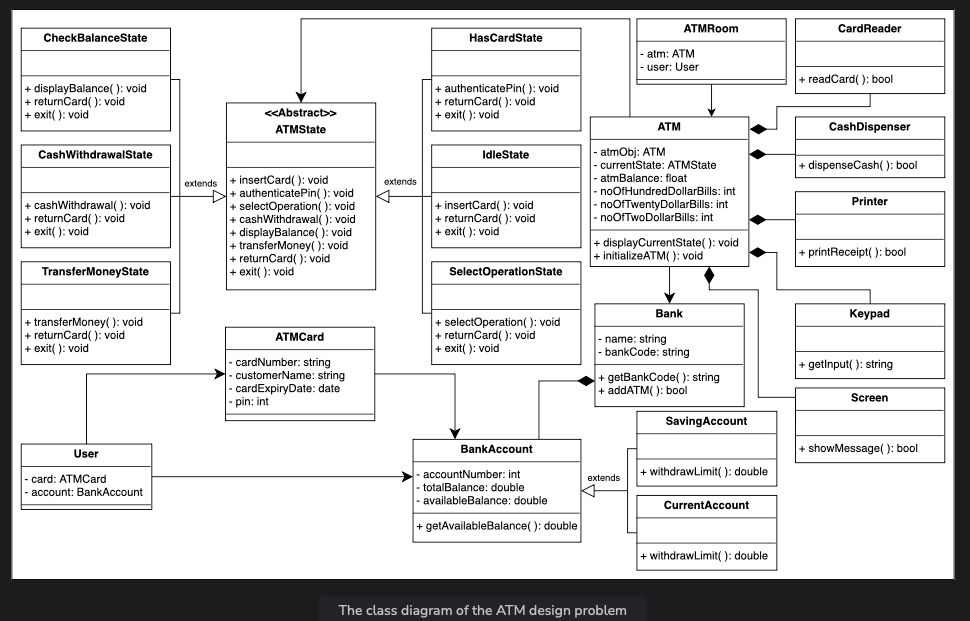 CheckBalanceState
+ displayBalance( ): void
+ returnCard( ): void
+ exit( ): void
CashWithdrawalState
+ cashWithdrawal( ): void
+ returnCard( ): void
+ exit( ): void
TransferMoneyState
+ transferMoney( ): void
+ returnCard( ): void
+ exit( ): void
extends
<<Abstract>>
ATMState
+ insertCard( ): void
+ authenticatePin( ): void
+ selectOperation( ): void
+ cashWithdrawal( ): void
+ displayBalance( ): void
+ transferMoney( ): void
+ returnCard( ): void
+ exit( ): void
extends
HasCardState
+ authenticatePin( ): void
+ returnCard( ): void
+ exit( ): void
IdleState
+ insertCard( ): void
+ returnCard( ): void
+ exit( ): void
SelectOperationState
+ selectOperation( ): void
+ returnCard( ): void
+ exit( ): void
ATMRoom
- atm: ATM
- user: User
ATM
- atmObj: ATM
- currentState: ATMState
- atmBalance: float
- noOfHundredDollarBills: int
- noOfTwentyDollarBills: int
- noOfTwoDollarBills: int
+ displayCurrentState( ): void
+ initializeATM( ): void
CardReader
+ readCard( ): bool
CashDispenser
+ dispenseCash( ): bool
Printer
+ printReceipt( ): bool
Keypad
+ getInput( ): string
Screen
+ showMessage( ): bool
Bank
- name: string
- bankCode: string
+ getBankCode( ): string
+ addATM( ): bool
ATMCard
- cardNumber: string
- customerName: string
- cardExpiryDate: date
- pin: int
User
- card: ATMCard
- account: BankAccount
BankAccount
- accountNumber: int
- totalBalance: double
- availableBalance: double
+ getAvailableBalance( ): double
extends
SavingAccount
+ withdrawLimit( ): double
CurrentAccount
+ withdrawLimit( ): double
The class diagram of the ATM design problem